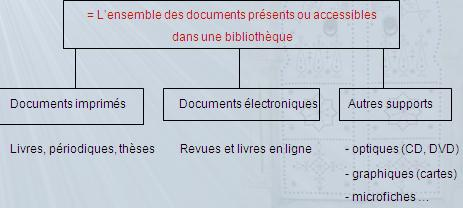 = L'ensemble des documents présents ou accessibles
dans une bibliothèque
Documents imprimés
Documents électroniques
Autres supports
Livres, périodiques, thèses
Revues et livres en ligne
- optiques (CD, DVD)
- graphiques (cartes)
- microfiches ...